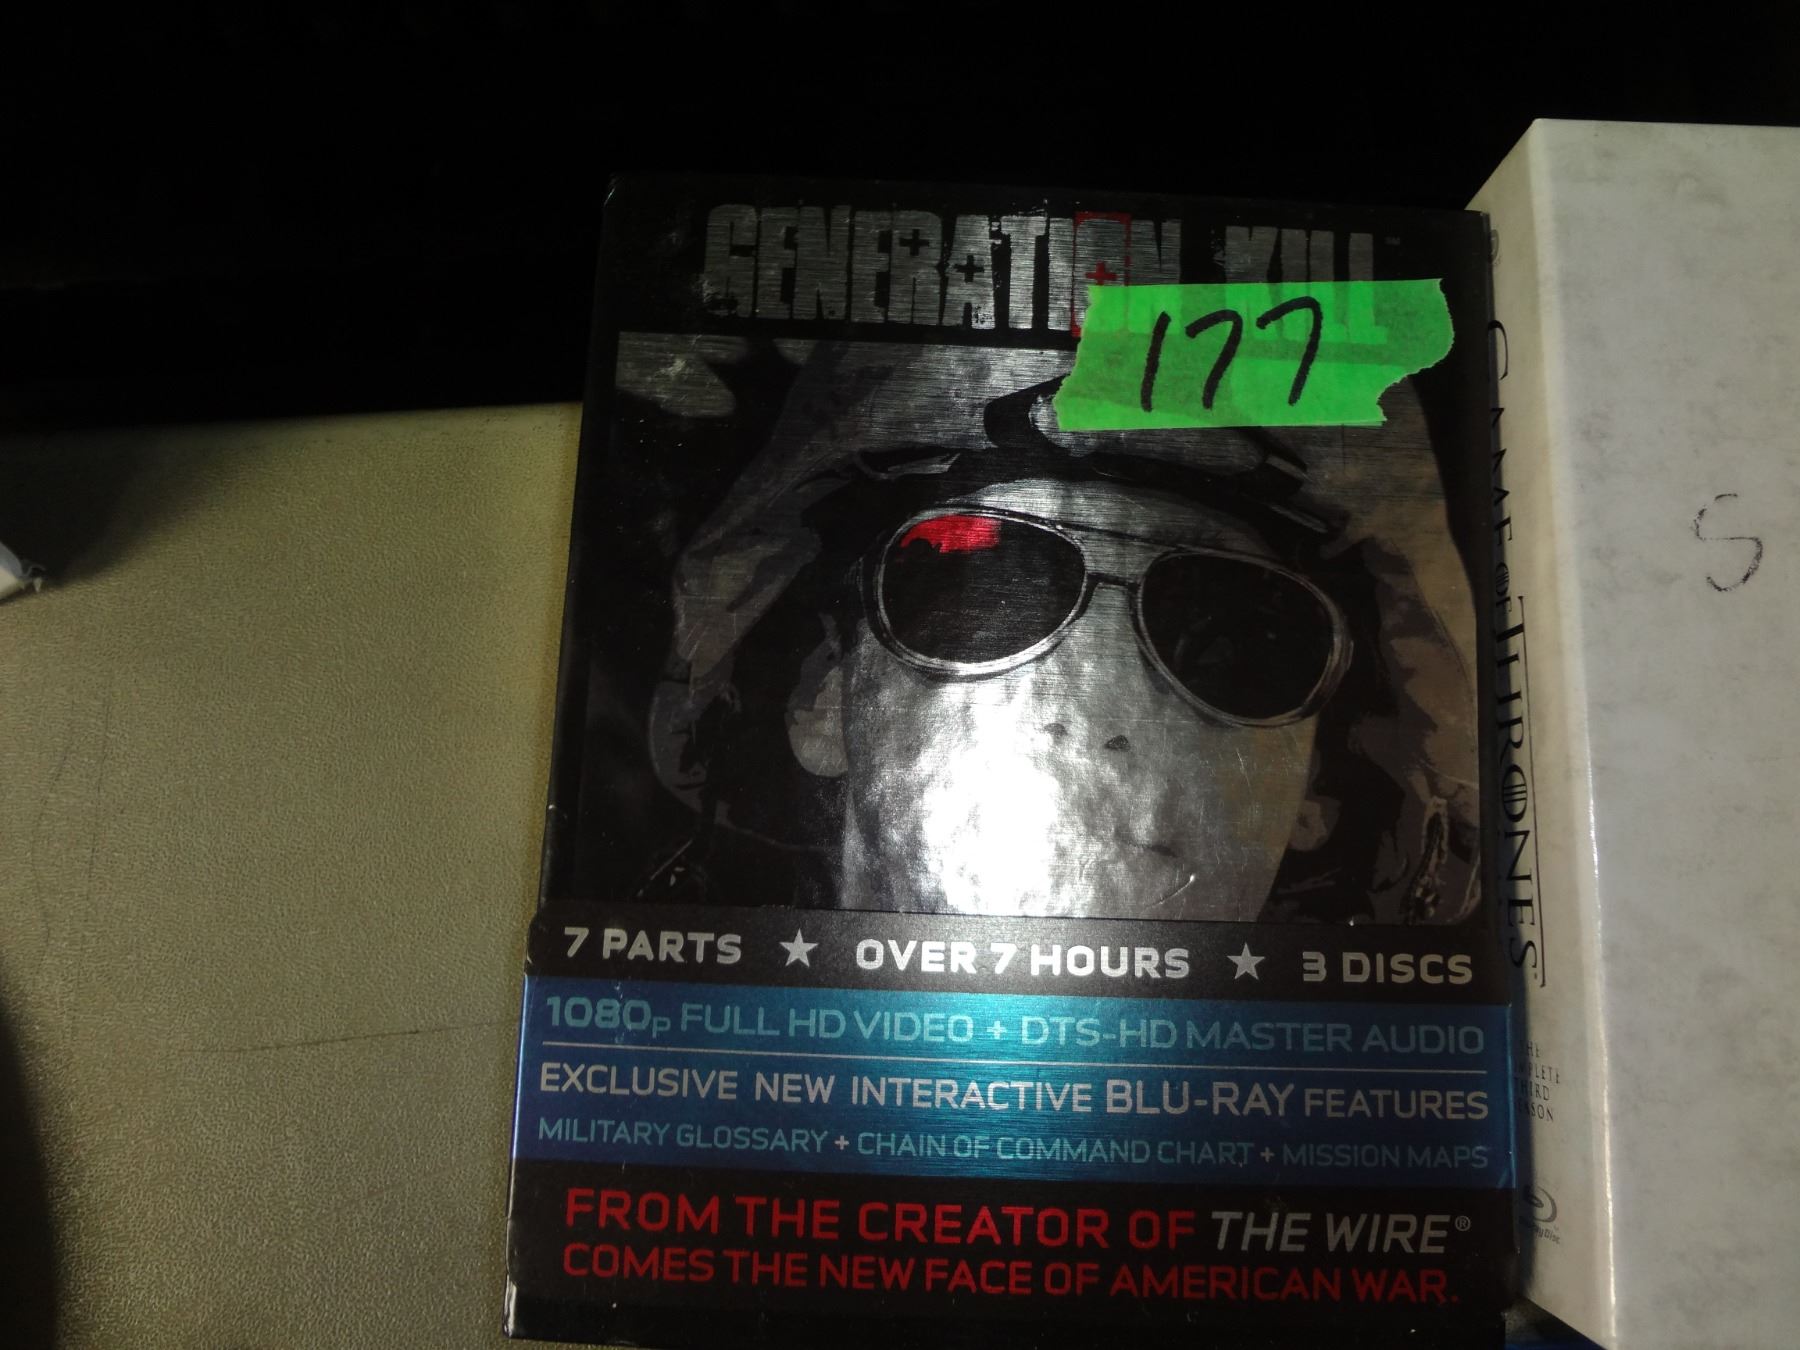 GENERATION KILL
177
7 PARTS ★ OVER 7 HOURS ★ 3 DISCS
1080p FULL HD VIDEO + DTS-HD MASTER AUDIO
EXCLUSIVE NEW INTERACTIVE BLU-RAY FEATURES
MILITARY GLOSSARY + CHAIN OF COMMAND CHART + MISSION MAPS
FROM THE CREATOR OF THE WIRE®
COMES THE NEW FACE OF AMERICAN WAR.
GAME OF THRONES
THIRD
S